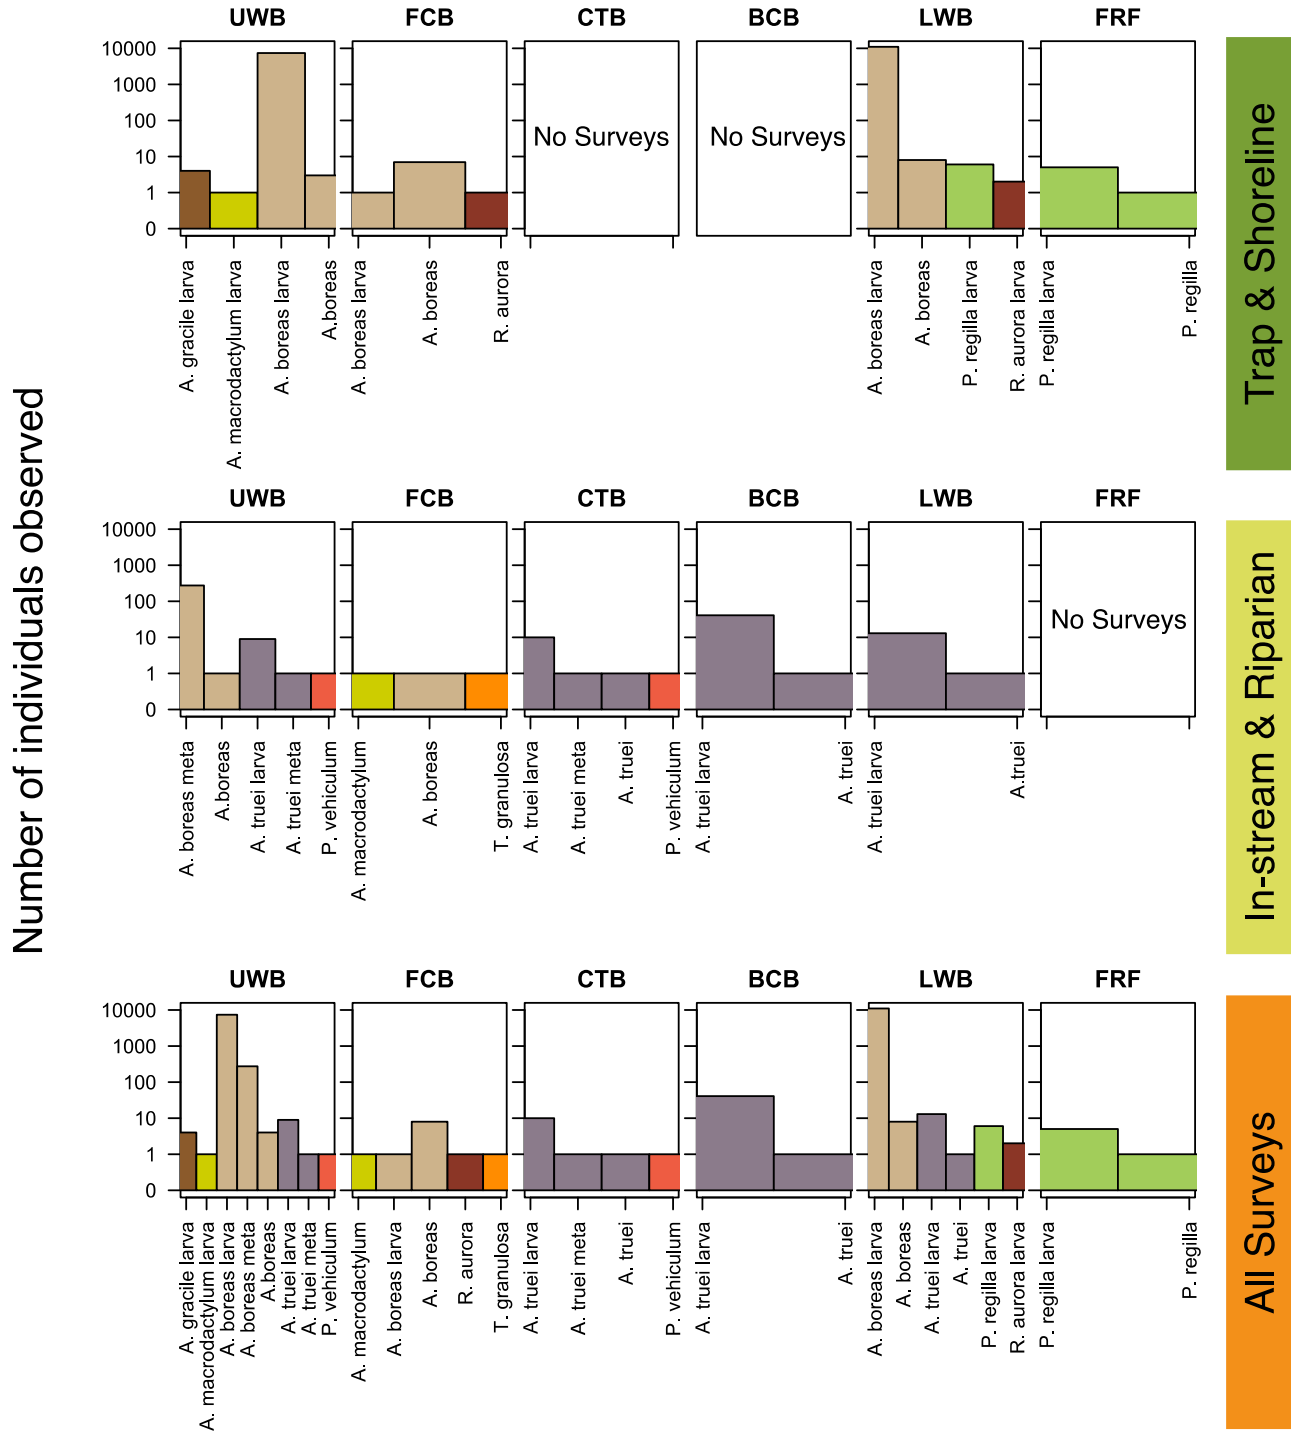 Number of individuals observed
UWB FCB CTB BCB LWB FRF
10000
1000
100
10
1
0
No Surveys
No Surveys
A. gracile larva
A. macrodactylum larva
A. boreas larva
A.boreas
A. boreas larva
A. boreas
R. aurora
A. boreas larva
A. boreas
P. regilla larva
R. aurora larva
P. regilla larva
P. regilla
Trap & Shoreline
UWB FCB CTB BCB LWB FRF
10000
1000
100
10
1
0
No Surveys
A. boreas meta
A.boreas
A. truei larva
A. truei meta
P. vehiculum
A. macrodactylum
A. boreas
T. granulosa
A. truei larva
A. truei meta
A. truei
P. vehiculum
A. truei larva
A. truei
A. truei larva
A.truei
In-stream & Riparian
UWB FCB CTB BCB LWB FRF
10000
1000
100
10
1
0
A. gracile larva
A. macrodactylum larva
A. boreas larva
A. boreas meta
A.boreas
A. truei larva
A. truei meta
P. vehiculum
A. macrodactylum
A. boreas larva
A. boreas
R. aurora
T. granulosa
A. truei larva
A. truei meta
A. truei
P. vehiculum
A. truei larva
A. truei
A. boreas larva
A. boreas
A. truei larva
A. truei
P. regilla larva
R. aurora larva
P. regilla larva
P. regilla
All Surveys